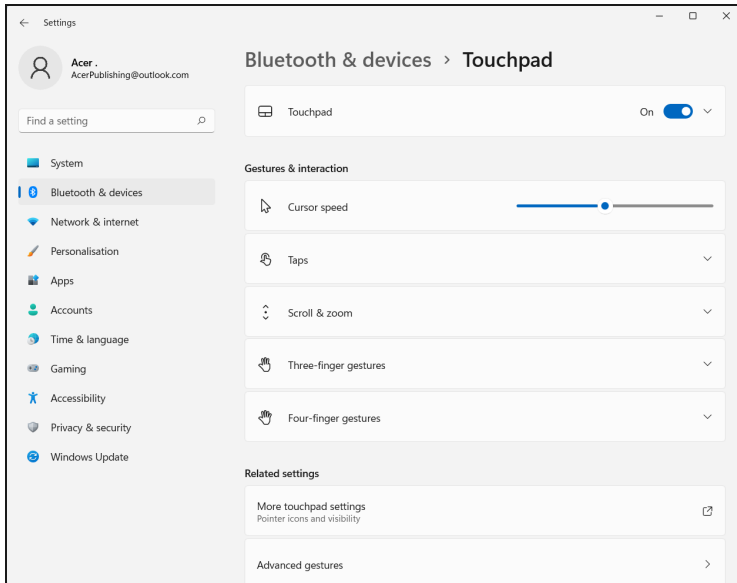 Settings
Acer .
AcerPublishing@outlook.com
Find a setting
System
Bluetooth & devices
Network & internet
Personalisation
Apps
Accounts
Time & language
Gaming
Accessibility
Privacy & security
Windows Update
Bluetooth & devices > Touchpad
Touchpad On
Gestures & interaction
Cursor speed
Taps
Scroll & zoom
Three-finger gestures
Four-finger gestures
Related settings
More touchpad settings
Pointer icons and visibility
Advanced gestures